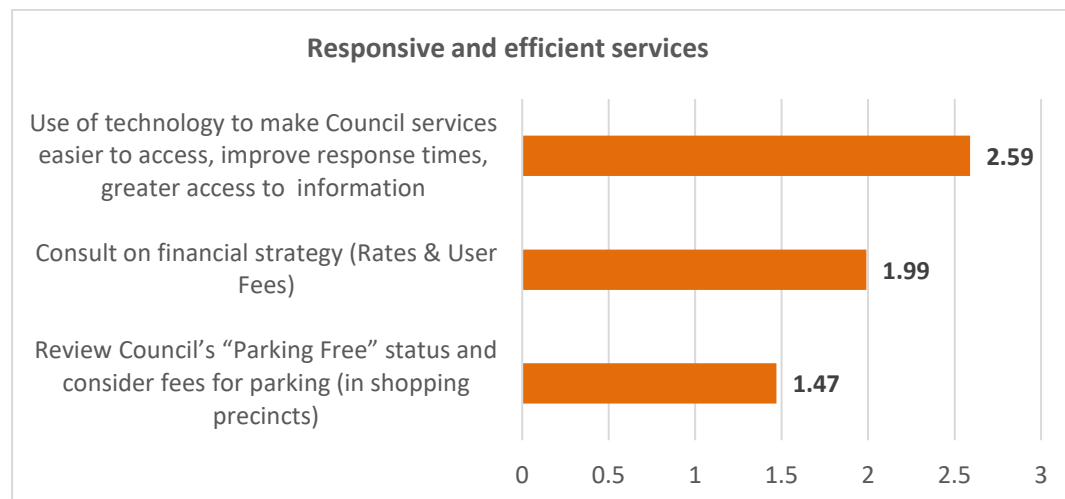 Responsive and efficient services
Use of technology to make Council services
easier to access, improve response times,
greater access to  information
2.59
Consult on financial strategy (Rates & User
Fees)
1.99
Review Council’s “Parking Free” status and
consider fees for parking (in shopping
precincts)
1.47
0 0.5 1 1.5 2 2.5 3